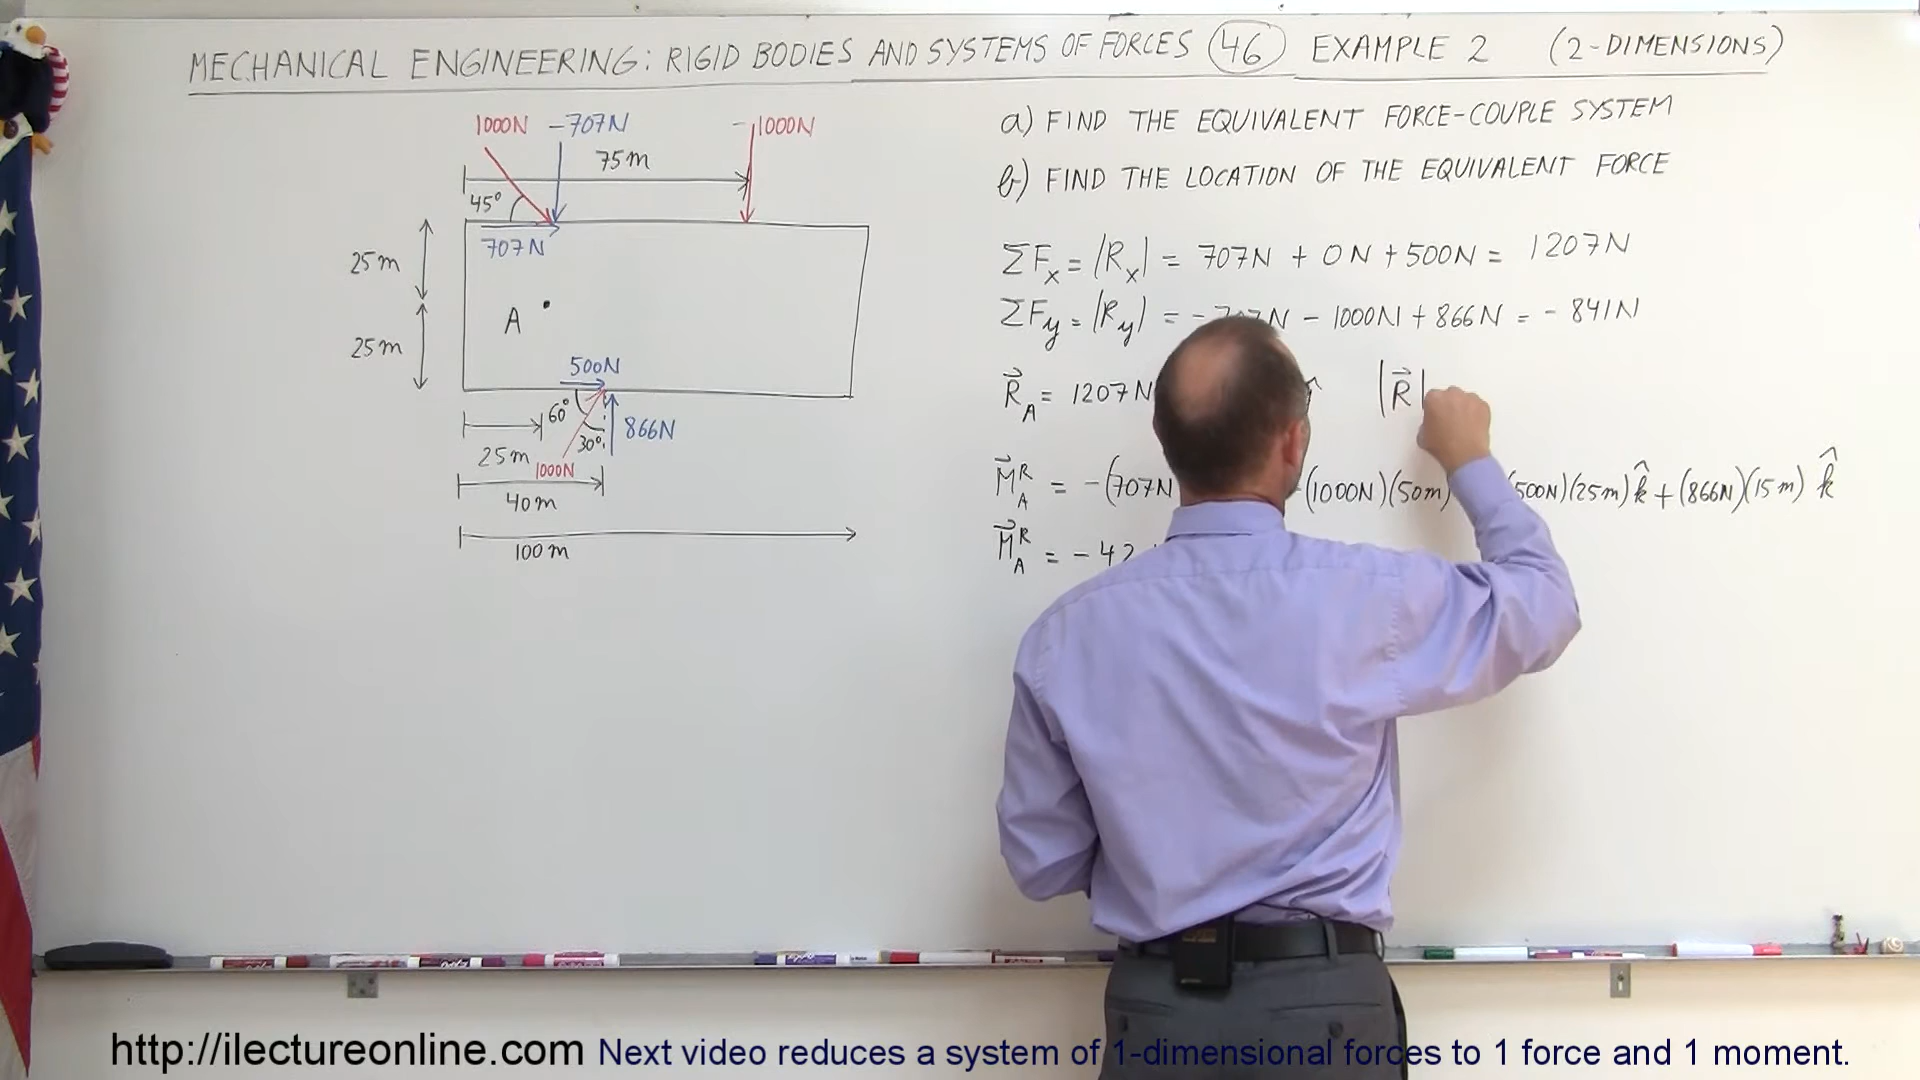 MECHANICAL ENGINEERING: RIGID BODIES AND SYSTEMS OF FORCES 46 EXAMPLE 2 (2-DIMENSIONS)
1000N -707N -1000N
75m
45°
707N
25m
A
25m
500N
60°
30°
866N
25m
1000N
40m
100m
a) FIND THE EQUIVALENT FORCE-COUPLE SYSTEM
b) FIND THE LOCATION OF THE EQUIVALENT FORCE
ΣFx = |Rx| = 707N + 0N + 500N = 1207N
ΣFy = |Ry| = - N - 1000N + 866N = - 841N
R⃗A = 1207N |R⃗|
M⃗A^R = -(707N (1000N)(50m) 500N)(25m) k̂ + (866N)(15m) k̂
M⃗A^R = - 42
http://ilectureonline.com Next video reduces a system of 1-dimensional forces to 1 force and 1 moment.